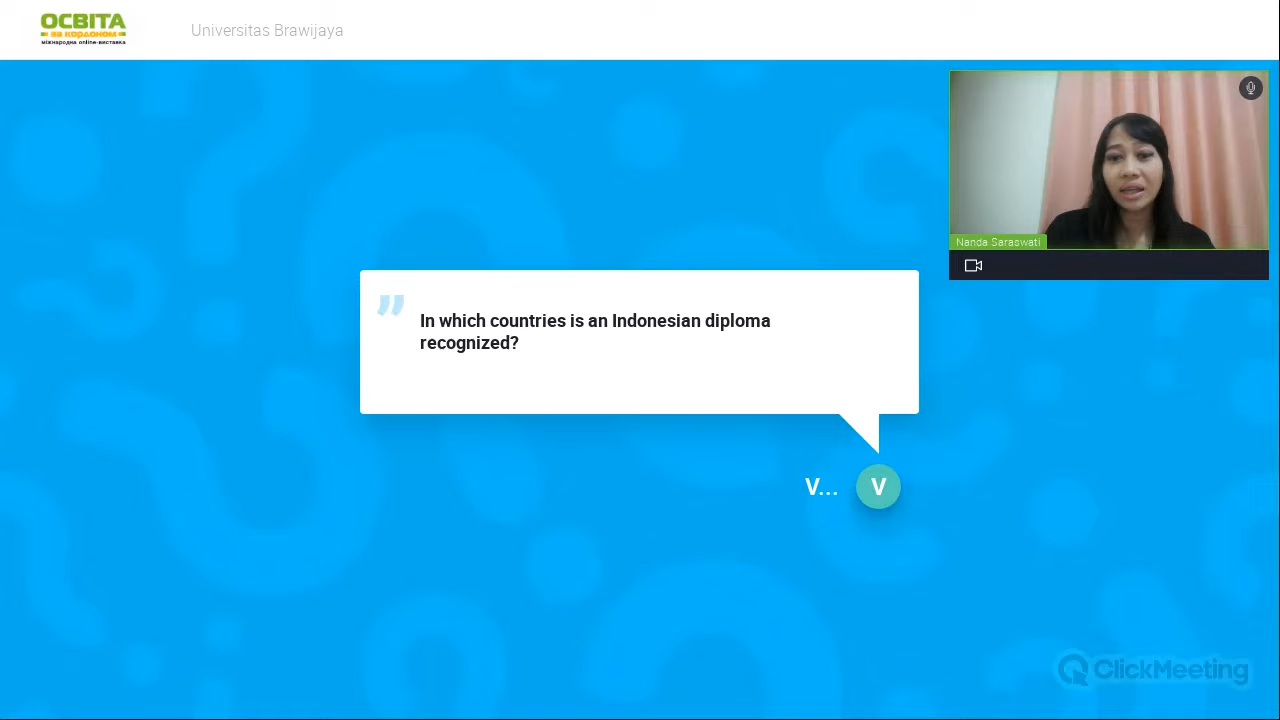 ОСВІТА
ЗА КОРДОНОМ
міжнародна online-виставка
Universitas Brawijaya
Nanda Saraswati
In which countries is an Indonesian diploma
recognized?
V...
V
ClickMeeting